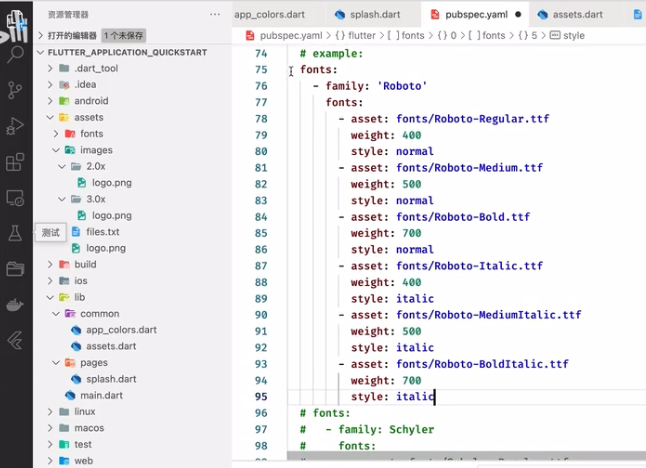 资源管理器
打开的编辑器
1个未保存
FLUTTER_APPLICATION_QUICKSTART
.dart_tool
.idea
android
assets
fonts
images
2.0x
logo.png
3.0x
logo.png
files.txt
logo.png
测试
build
ios
lib
common
app_colors.dart
assets.dart
pages
splash.dart
main.dart
linux
macos
test
web
app_colors.dart
splash.dart
pubspec.yaml
assets.dart
pubspec.yaml > {} flutter > [ ] fonts > {} 0 > [ ] fonts > {} 5 > style
74 # example:
75 fonts:
76 - family: 'Roboto'
77 fonts:
78 - asset: fonts/Roboto-Regular.ttf
79 weight: 400
80 style: normal
81 - asset: fonts/Roboto-Medium.ttf
82 weight: 500
83 style: normal
84 - asset: fonts/Roboto-Bold.ttf
85 weight: 700
86 style: normal
87 - asset: fonts/Roboto-Italic.ttf
88 weight: 400
89 style: italic
90 - asset: fonts/Roboto-MediumItalic.ttf
91 weight: 500
92 style: italic
93 - asset: fonts/Roboto-BoldItalic.ttf
94 weight: 700
95 style: italic
96 # fonts:
97 # - family: Schyler
98 # fonts: